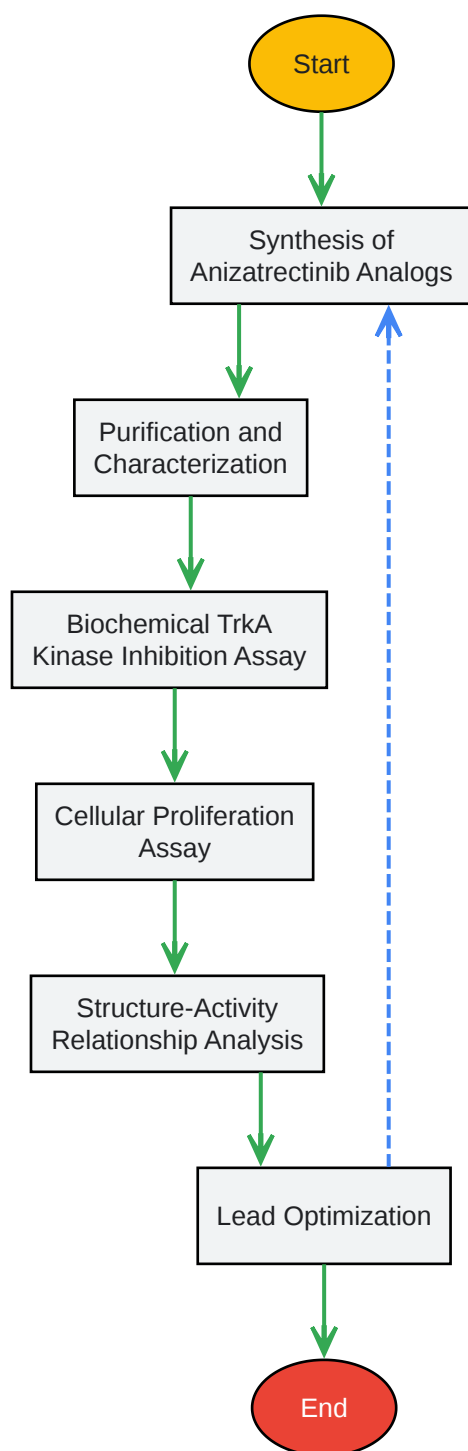 Start
Synthesis of
Anizatrectinib Analogs
Purification and
Characterization
Biochemical TrkA
Kinase Inhibition Assay
Cellular Proliferation
Assay
Structure-Activity
Relationship Analysis
Lead Optimization
End